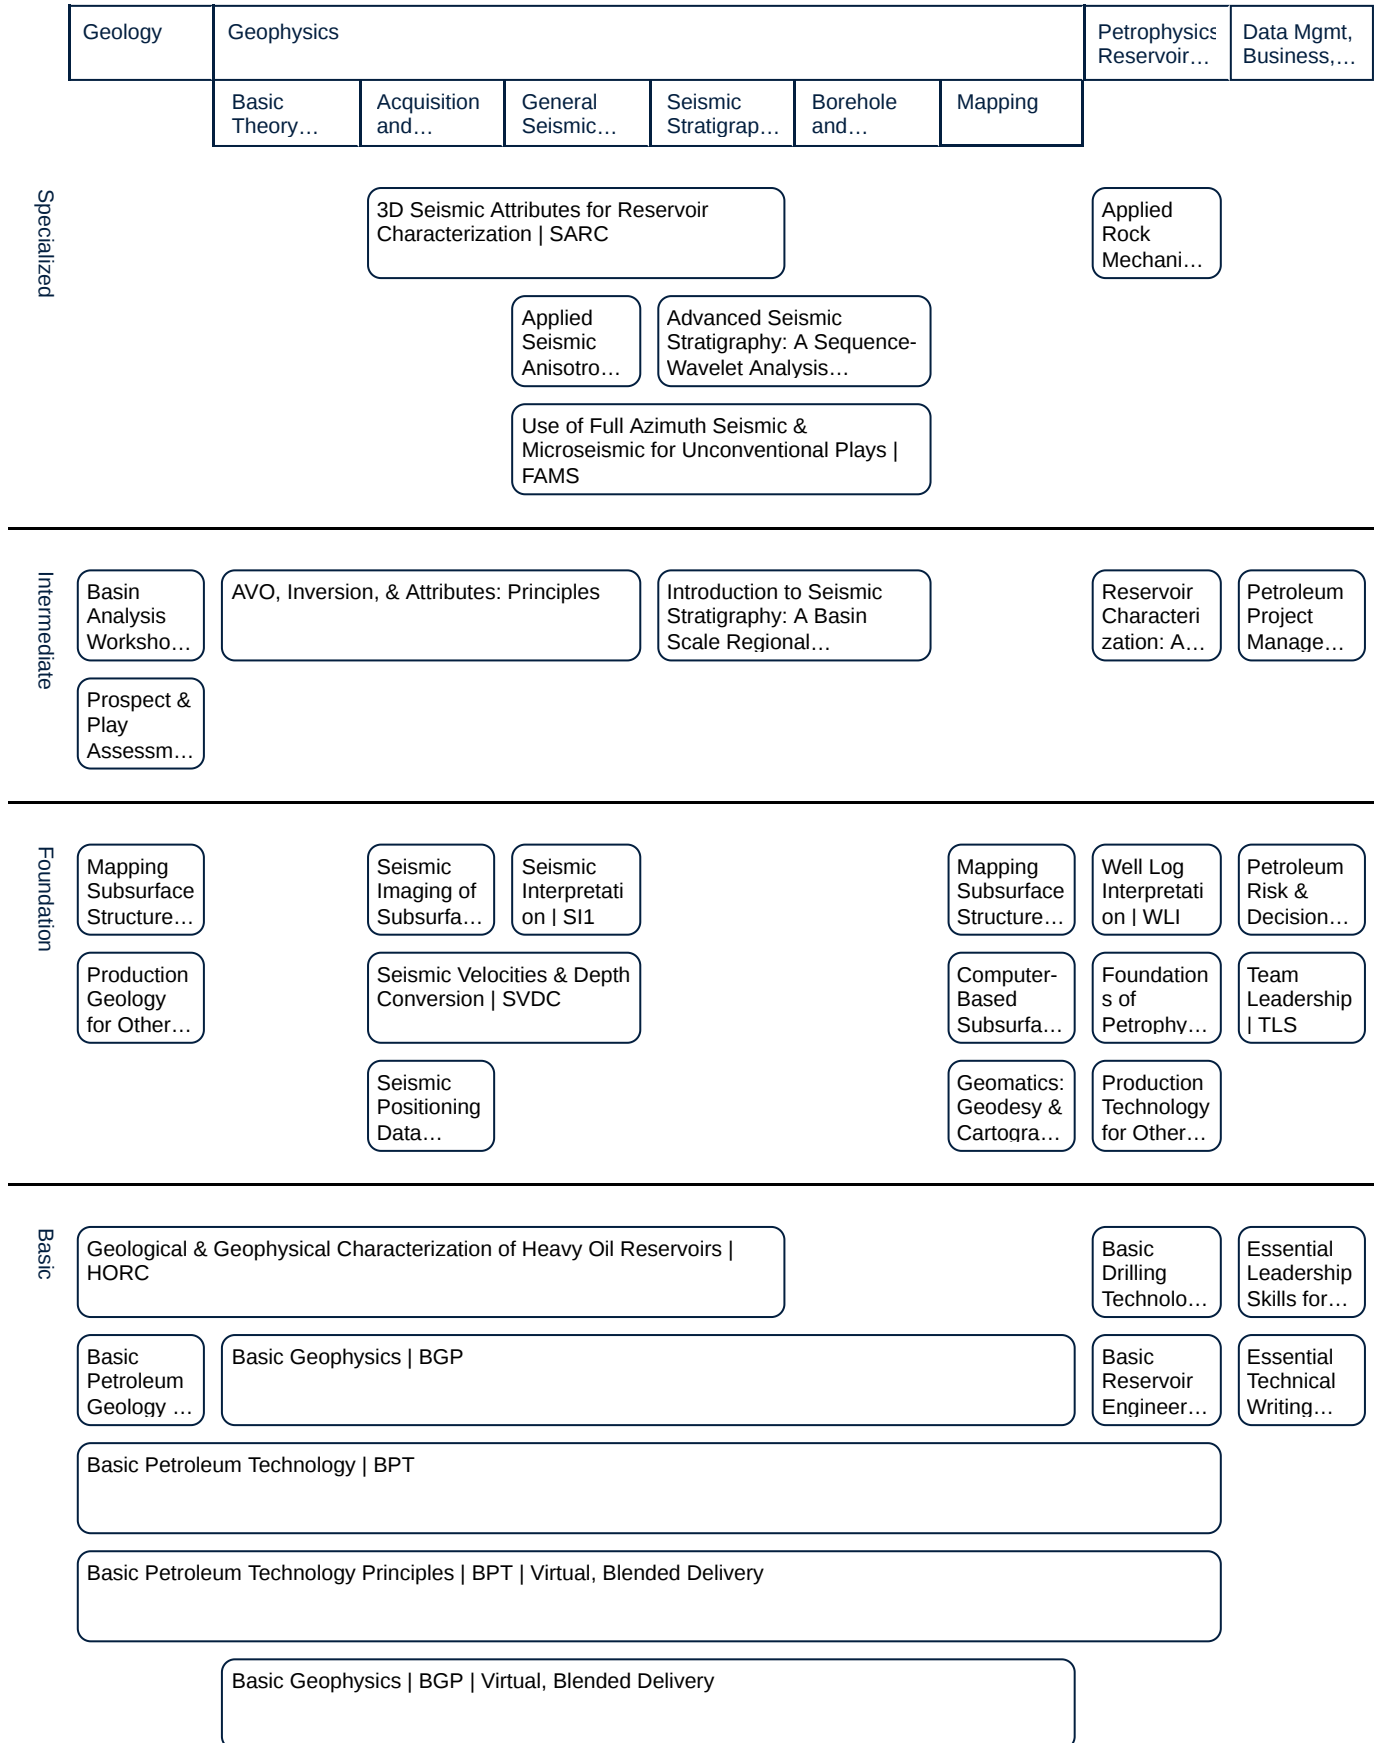 Geology
Geophysics
Petrophysics
Reservoir…
Data Mgmt,
Business,…
Basic
Theory…
Acquisition
and…
General
Seismic…
Seismic
Stratigrap…
Borehole
and…
Mapping
Specialized
3D Seismic Attributes for Reservoir
Characterization | SARC
Applied
Rock
Mechani…
Applied
Seismic
Anisotro…
Advanced Seismic
Stratigraphy: A Sequence-
Wavelet Analysis…
Use of Full Azimuth Seismic &
Microseismic for Unconventional Plays |
FAMS
Intermediate
Basin
Analysis
Worksho…
AVO, Inversion, & Attributes: Principles
Introduction to Seismic
Stratigraphy: A Basin
Scale Regional…
Reservoir
Characteri
zation: A…
Petroleum
Project
Manage…
Prospect &
Play
Assessm…
Foundation
Mapping
Subsurface
Structure…
Seismic
Imaging of
Subsurfa…
Seismic
Interpretati
on | SI1
Mapping
Subsurface
Structure…
Well Log
Interpretati
on | WLI
Petroleum
Risk &
Decision…
Production
Geology
for Other…
Seismic Velocities & Depth
Conversion | SVDC
Computer-
Based
Subsurfa…
Foundation
s of
Petrophy…
Team
Leadership
| TLS
Seismic
Positioning
Data…
Geomatics:
Geodesy &
Cartogra…
Production
Technology
for Other…
Basic
Geological & Geophysical Characterization of Heavy Oil Reservoirs |
HORC
Basic
Drilling
Technolo…
Essential
Leadership
Skills for…
Basic
Petroleum
Geology …
Basic Geophysics | BGP
Basic
Reservoir
Engineer…
Essential
Technical
Writing…
Basic Petroleum Technology | BPT
Basic Petroleum Technology Principles | BPT | Virtual, Blended Delivery
Basic Geophysics | BGP | Virtual, Blended Delivery